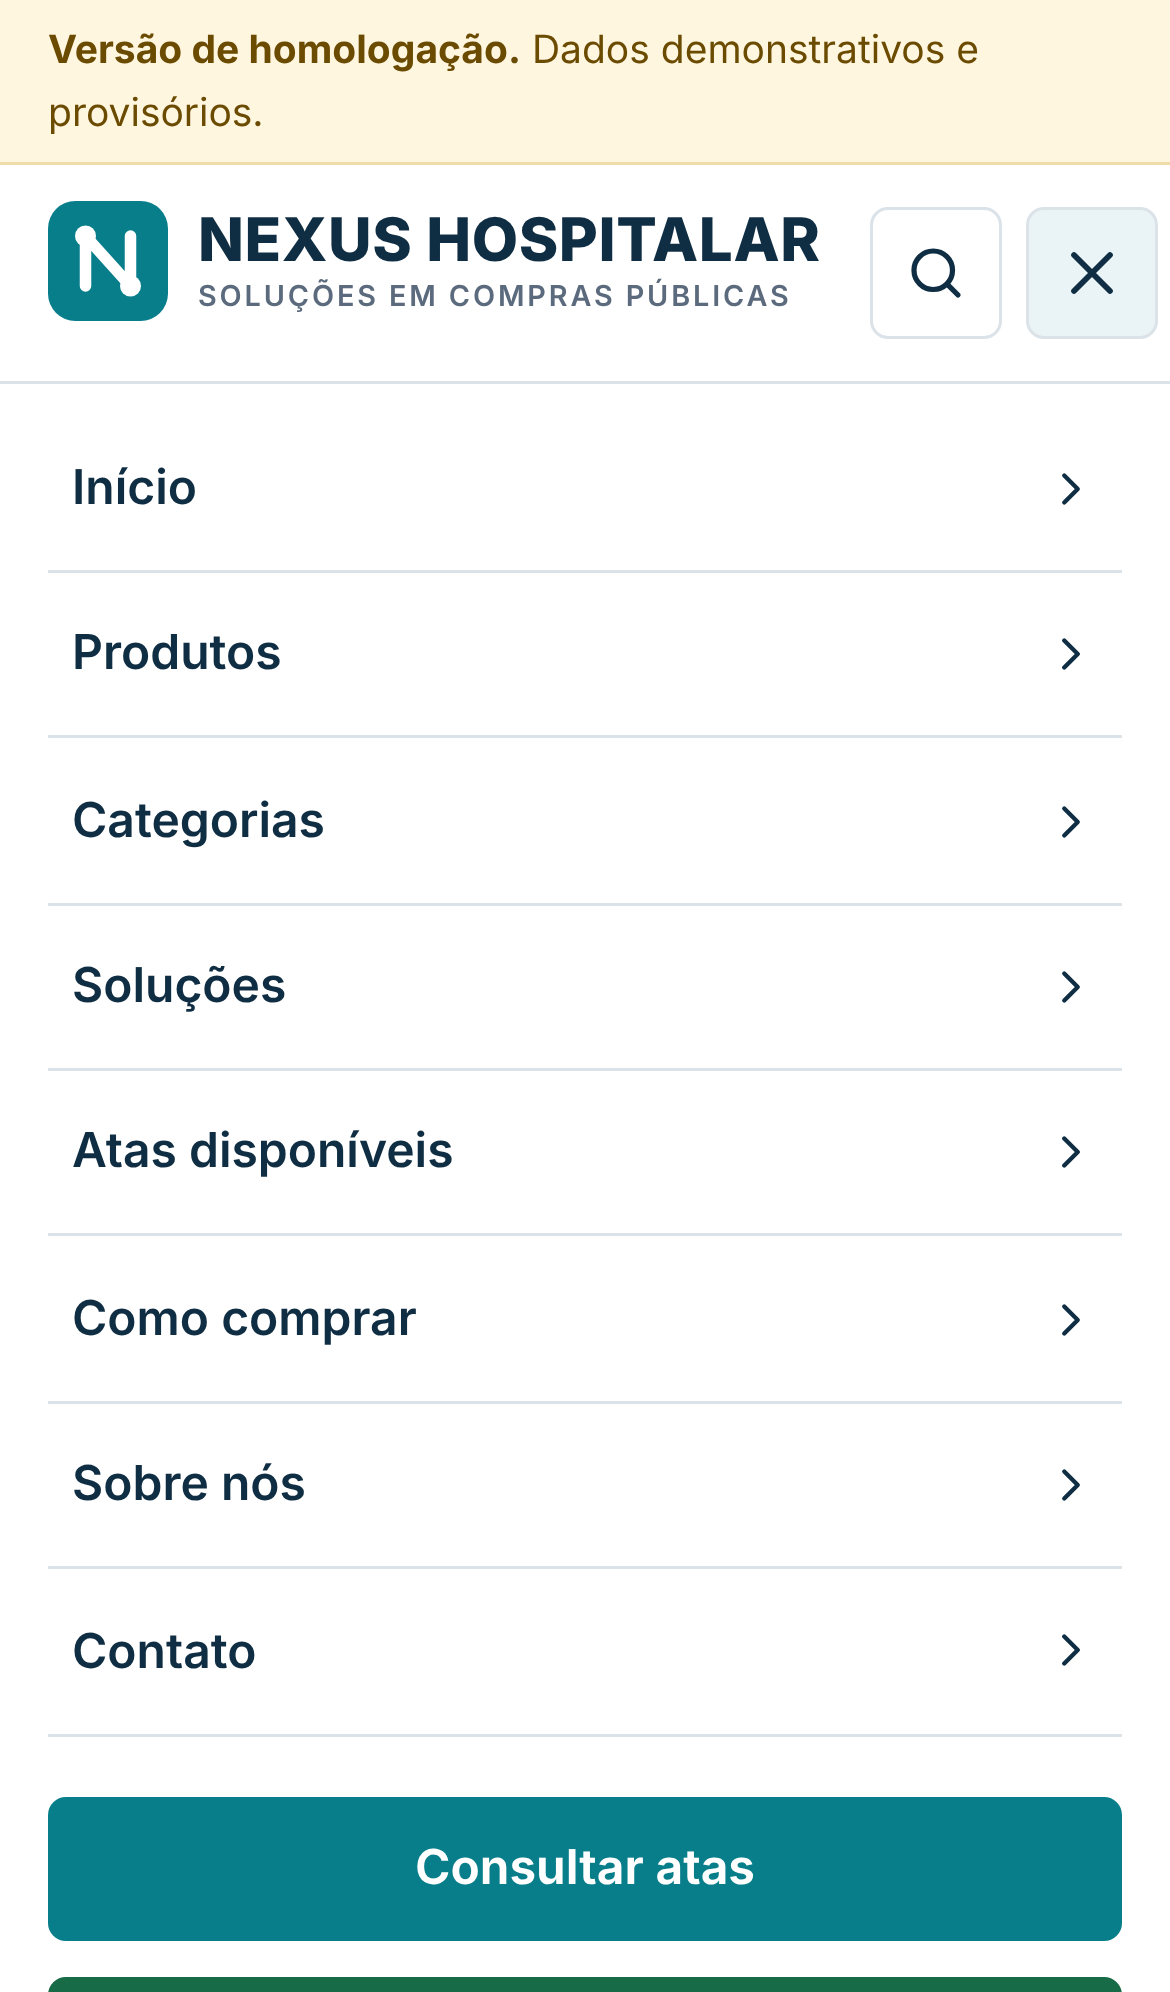 Versão de homologação. Dados demonstrativos e
provisórios.
NEXUS HOSPITALAR
SOLUÇÕES EM COMPRAS PÚBLICAS
Início
Produtos
Categorias
Soluções
Atas disponíveis
Como comprar
Sobre nós
Contato
Consultar atas